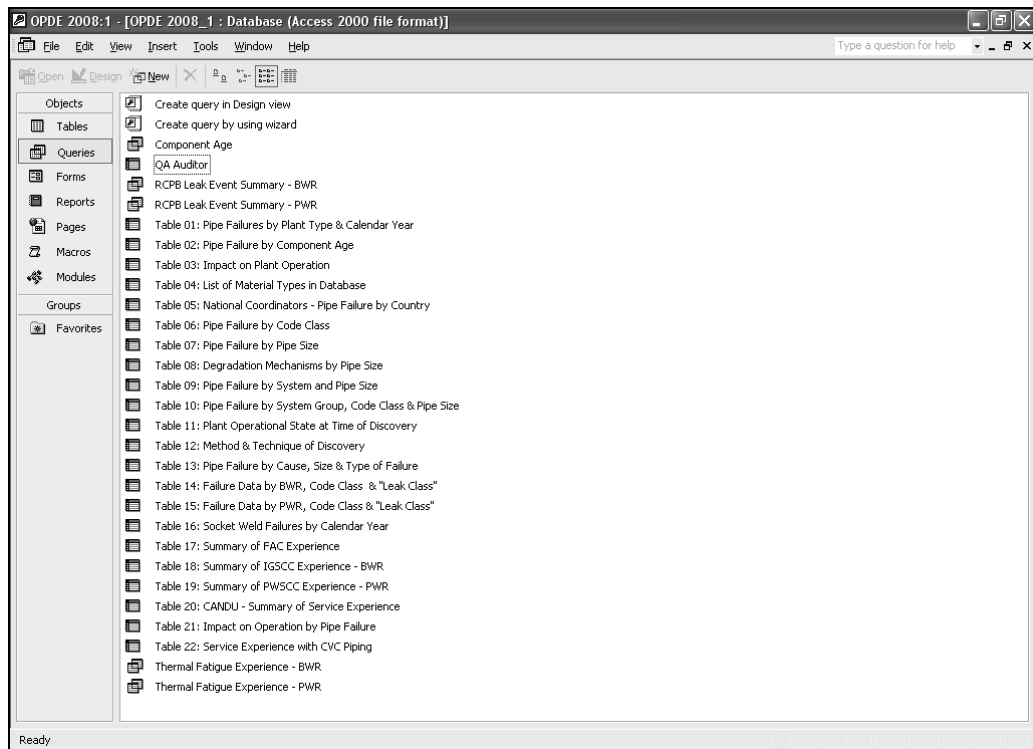 OPDE 2008:1 - [OPDE 2008_1 : Database (Access 2000 file format)]
File Edit View Insert Tools Window Help
Type a question for help
Open Design New
Objects
Tables
Queries
Forms
Reports
Pages
Macros
Modules
Groups
Favorites
Create query in Design view
Create query by using wizard
Component Age
QA Auditor
RCPB Leak Event Summary - BWR
RCPB Leak Event Summary - PWR
Table 01: Pipe Failures by Plant Type & Calendar Year
Table 02: Pipe Failure by Component Age
Table 03: Impact on Plant Operation
Table 04: List of Material Types in Database
Table 05: National Coordinators - Pipe Failure by Country
Table 06: Pipe Failure by Code Class
Table 07: Pipe Failure by Pipe Size
Table 08: Degradation Mechanisms by Pipe Size
Table 09: Pipe Failure by System and Pipe Size
Table 10: Pipe Failure by System Group, Code Class & Pipe Size
Table 11: Plant Operational State at Time of Discovery
Table 12: Method & Technique of Discovery
Table 13: Pipe Failure by Cause, Size & Type of Failure
Table 14: Failure Data by BWR, Code Class & "Leak Class"
Table 15: Failure Data by PWR, Code Class & "Leak Class"
Table 16: Socket Weld Failures by Calendar Year
Table 17: Summary of FAC Experience
Table 18: Summary of IGSCC Experience - BWR
Table 19: Summary of PWSCC Experience - PWR
Table 20: CANDU - Summary of Service Experience
Table 21: Impact on Operation by Pipe Failure
Table 22: Service Experience with CVC Piping
Thermal Fatigue Experience - BWR
Thermal Fatigue Experience - PWR
Ready